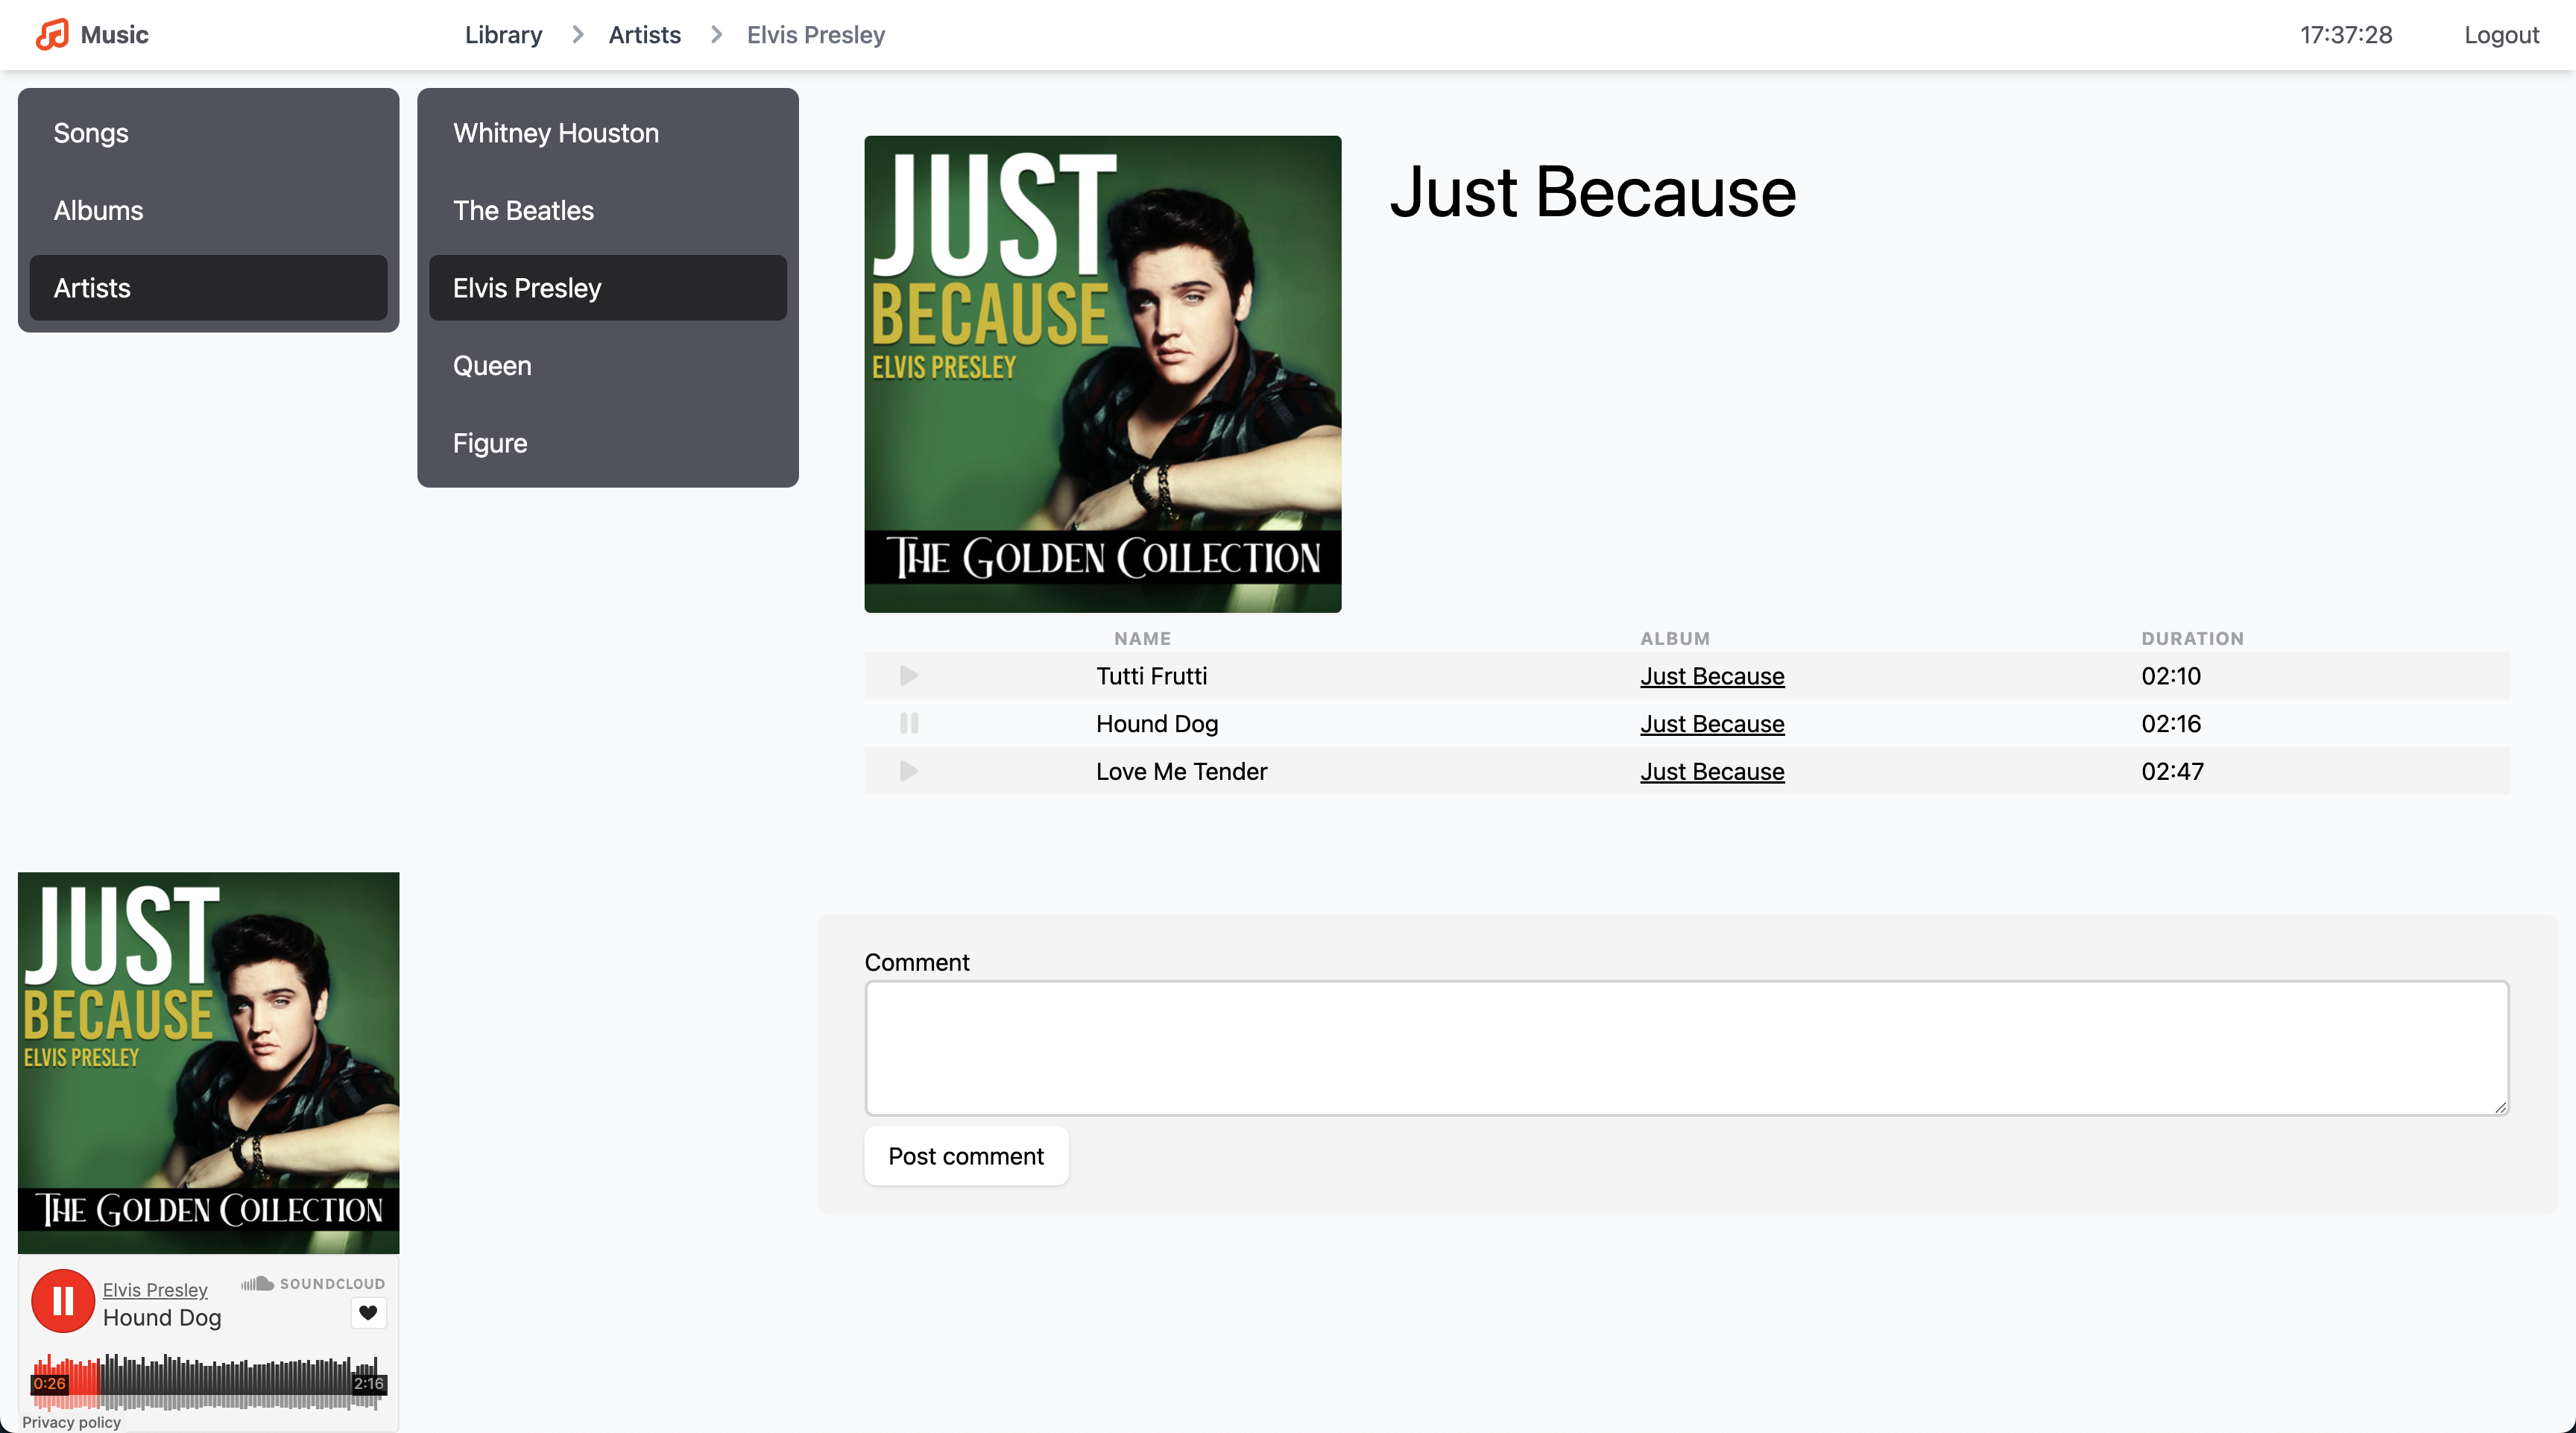 Music
Library > Artists > Elvis Presley
17:37:28
Logout
Songs
Albums
Artists
Whitney Houston
The Beatles
Elvis Presley
Queen
Figure
JUST
BECAUSE
ELVIS PRESLEY
THE GOLDEN COLLECTION
Just Because
NAME ALBUM DURATION
Tutti Frutti Just Because 02:10
Hound Dog Just Because 02:16
Love Me Tender Just Because 02:47
Comment
Post comment
JUST
BECAUSE
ELVIS PRESLEY
THE GOLDEN COLLECTION
Elvis Presley
SOUNDCLOUD
Hound Dog
0:26
2:16
Privacy policy